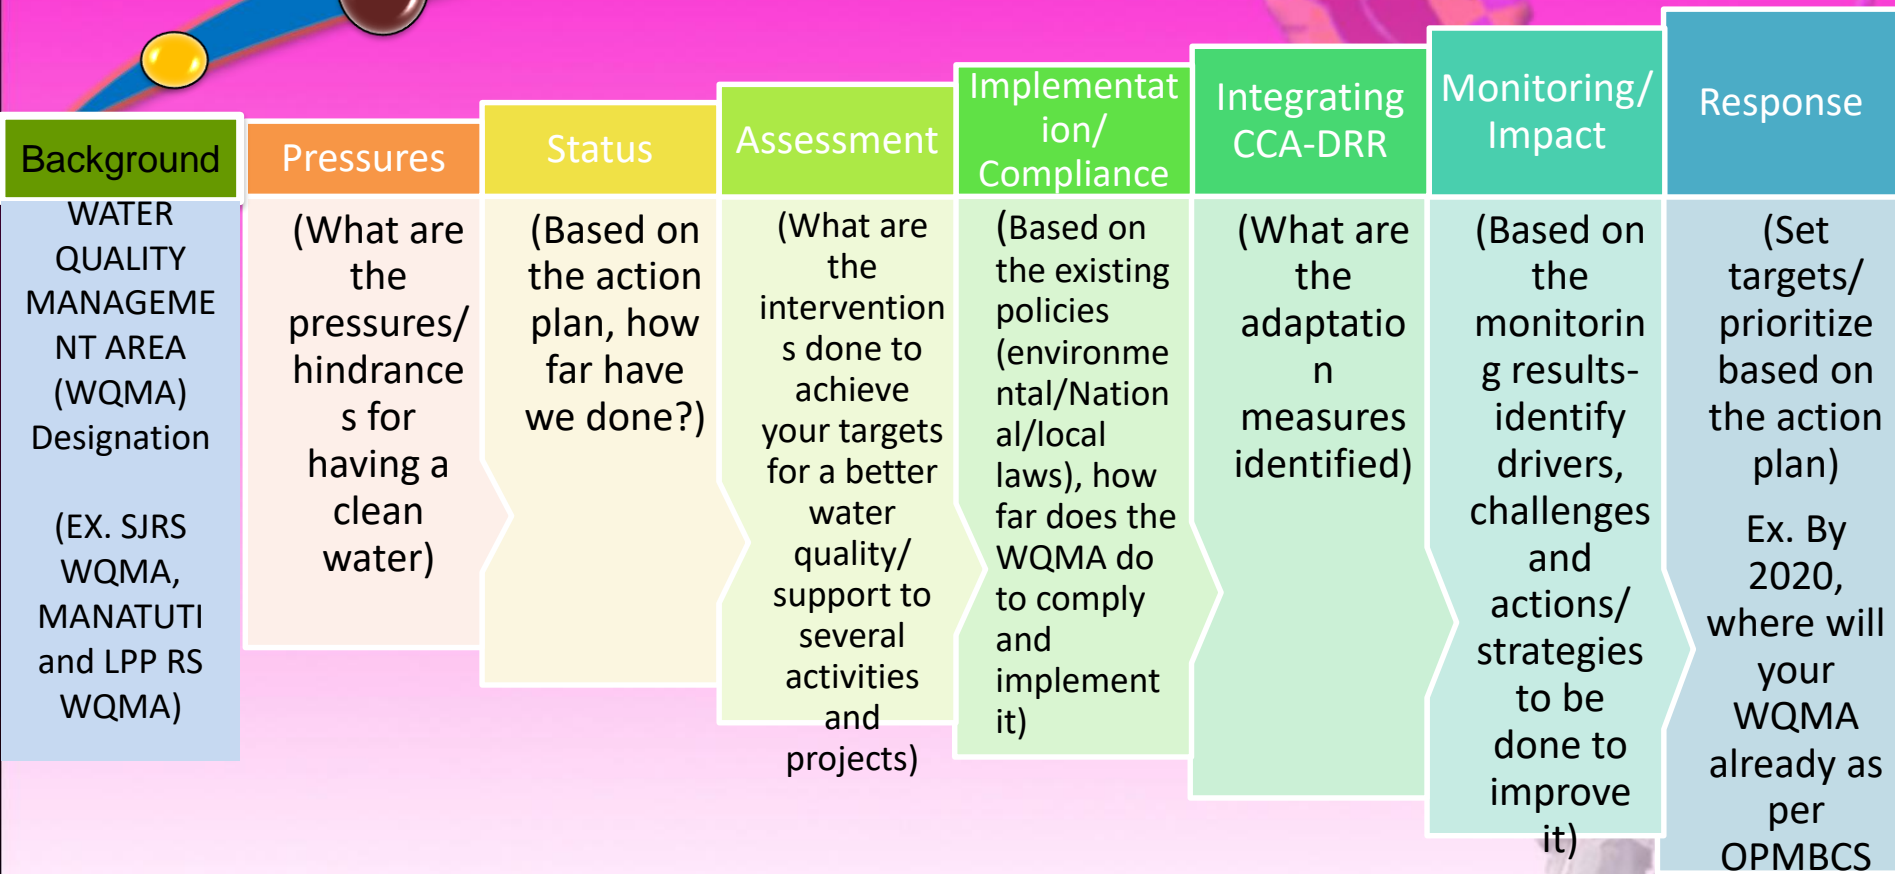 Background
WATER
QUALITY
MANAGEME
NT AREA
(WQMA)
Designation
(EX. SJRS
WQMA,
MANATUTI
and LPP RS
WQMA)
Pressures
(What are
the
pressures/
hindrance
s for
having a
clean
water)
Status
(Based on
the action
plan, how
far have
we done?)
Assessment
(What are
the
intervention
s done to
achieve
your targets
for a better
water
quality/
support to
several
activities
and
projects)
Implementat
ion/
Compliance
(Based on
the existing
policies
(environme
ntal/Nation
al/local
laws), how
far does the
WQMA do
to comply
and
implement
it)
Integrating
CCA-DRR
(What are
the
adaptatio
n
measures
identified)
Monitoring/
Impact
(Based on
the
monitorin
g results-
identify
drivers,
challenges
and
actions/
strategies
to be
done to
improve
it)
Response
(Set
targets/
prioritize
based on
the action
plan)
Ex. By
2020,
where will
your
WQMA
already as
per
OPMBCS